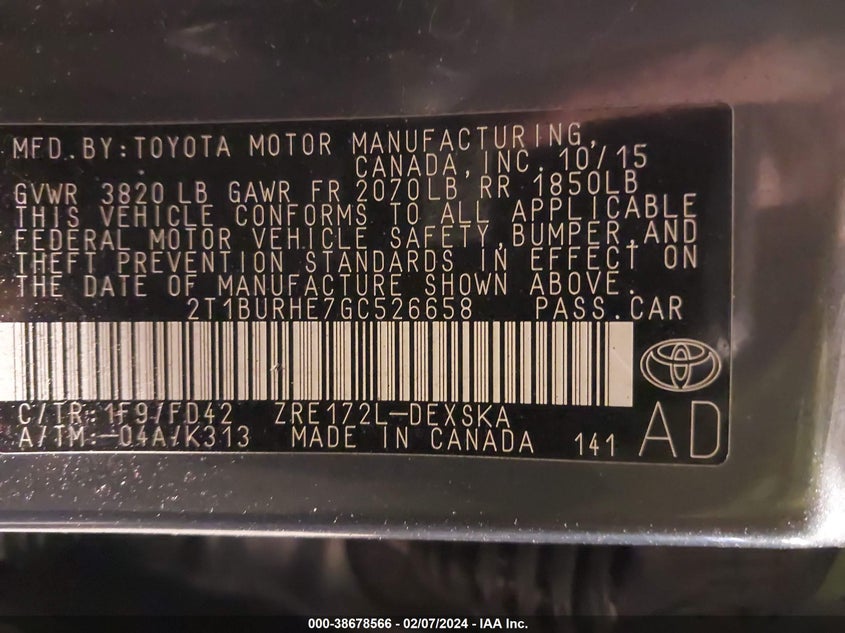 MFD.BY:TOYOTA MOTOR MANUFACTURING,
CANADA,INC. 10/15
GVWR 3820 LB GAWR FR 2070LB RR 1850LB
THIS VEHICLE CONFORMS TO ALL APPLICABLE
FEDERAL MOTOR VEHICLE SAFETY,BUMPER,AND
THEFT PREVENTION STANDARDS IN EFFECT ON
THE DATE OF MANUFACTURE SHOWN ABOVE.
2T1BURHE7GC526658 PASS.CAR
C/TR:1F9/FD42 ZRE172L-DEXSKA
A/TM:-04A/K313 MADE IN CANADA 141 AD
000-38678566 - 02/07/2024 - IAA Inc.